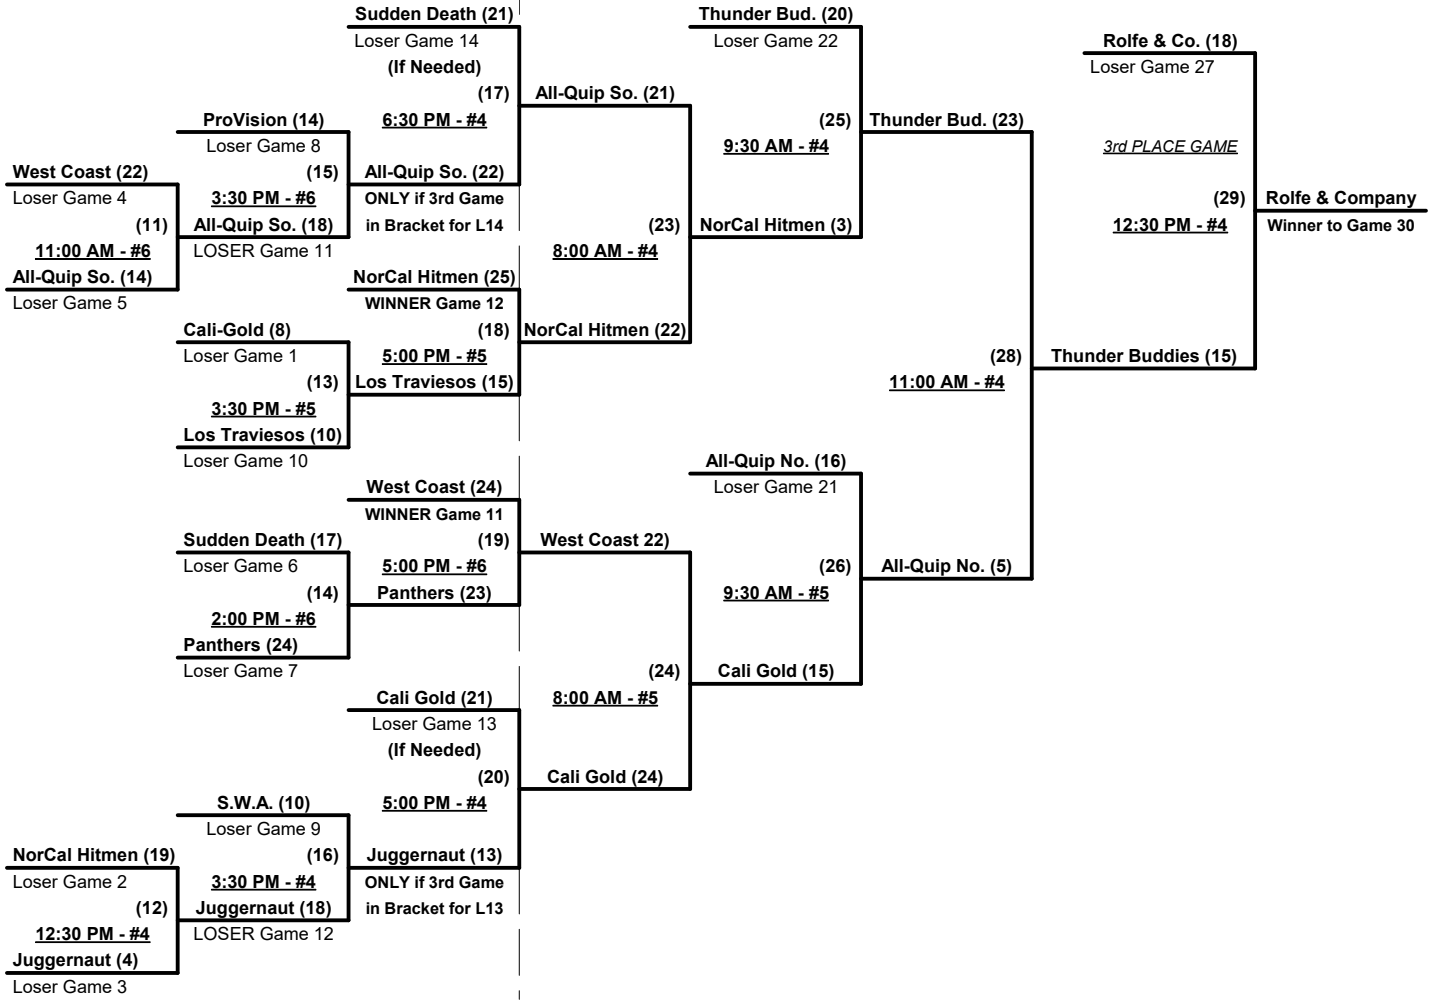 Sudden Death (21)
Loser Game 14
(If Needed)
(17)
6:30 PM - #4
ProVision (14)
Loser Game 8
(15)
3:30 PM - #6
West Coast (22)
Loser Game 4
(11)
11:00 AM - #6
All-Quip So. (14)
Loser Game 5
All-Quip So. (18)
LOSER Game 11
All-Quip So. (22)
ONLY if 3rd Game
in Bracket for L14
NorCal Hitmen (25)
WINNER Game 12
(18)
5:00 PM - #5
Cali-Gold (8)
Loser Game 1
(13)
3:30 PM - #5
Los Traviesos (10)
Loser Game 10
Los Traviesos (15)
West Coast (24)
WINNER Game 11
(19)
5:00 PM - #6
Sudden Death (17)
Loser Game 6
(14)
2:00 PM - #6
Panthers (24)
Loser Game 7
Panthers (23)
Cali Gold (21)
Loser Game 13
(If Needed)
(20)
5:00 PM - #4
S.W.A. (10)
Loser Game 9
(16)
3:30 PM - #4
NorCal Hitmen (19)
Loser Game 2
(12)
12:30 PM - #4
Juggernaut (4)
Loser Game 3
Juggernaut (18)
LOSER Game 12
Juggernaut (13)
ONLY if 3rd Game
in Bracket for L13
All-Quip So. (21)
(23)
8:00 AM - #4
NorCal Hitmen (22)
West Coast 22)
(24)
8:00 AM - #5
Cali Gold (24)
Thunder Bud. (20)
Loser Game 22
(25)
9:30 AM - #4
NorCal Hitmen (3)
All-Quip No. (16)
Loser Game 21
(26)
9:30 AM - #5
Cali Gold (15)
Thunder Bud. (23)
(28)
11:00 AM - #4
All-Quip No. (5)
Rolfe & Co. (18)
Loser Game 27
3rd PLACE GAME
(29)
12:30 PM - #4
Thunder Buddies (15)
Rolfe & Company
Winner to Game 30